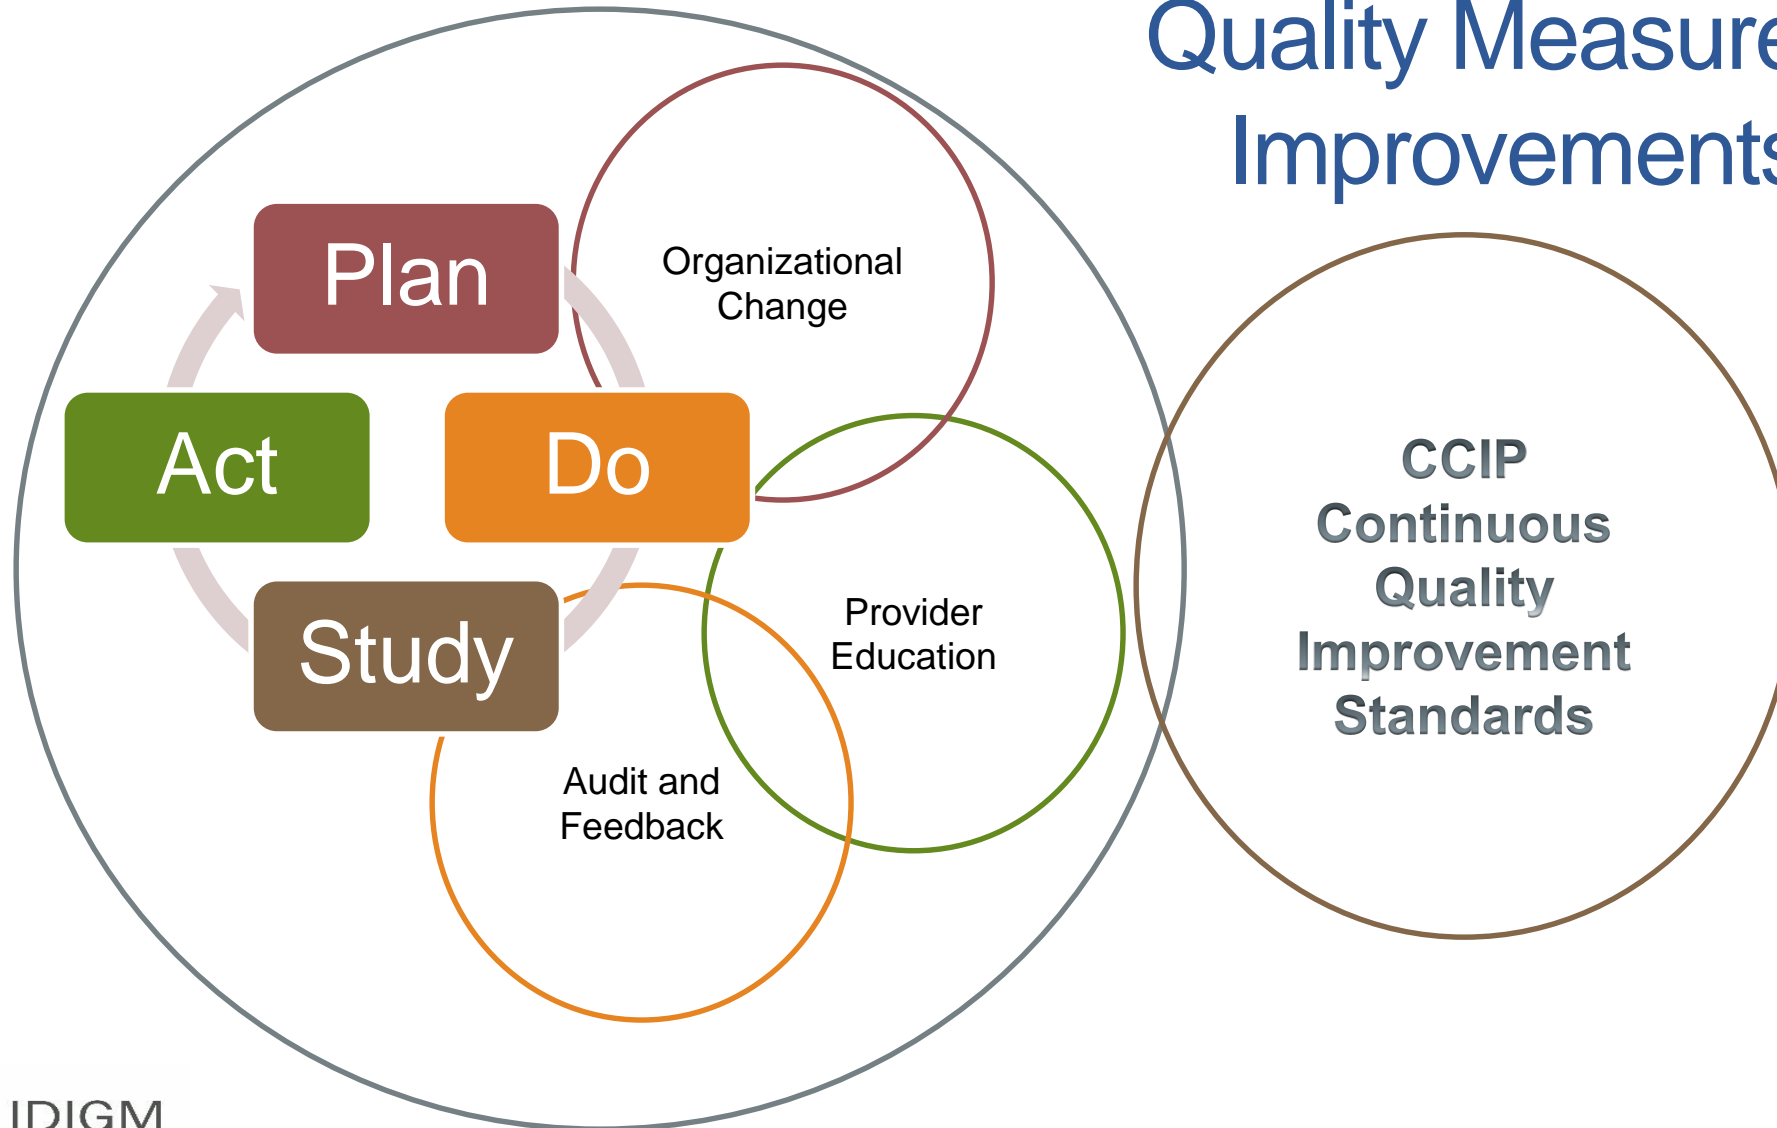 Quality Measure
Improvements
Plan
Organizational
Change
Act
Do
CCIP
Continuous
Quality
Improvement
Standards
Study
Provider
Education
Audit and
Feedback
IDIGM